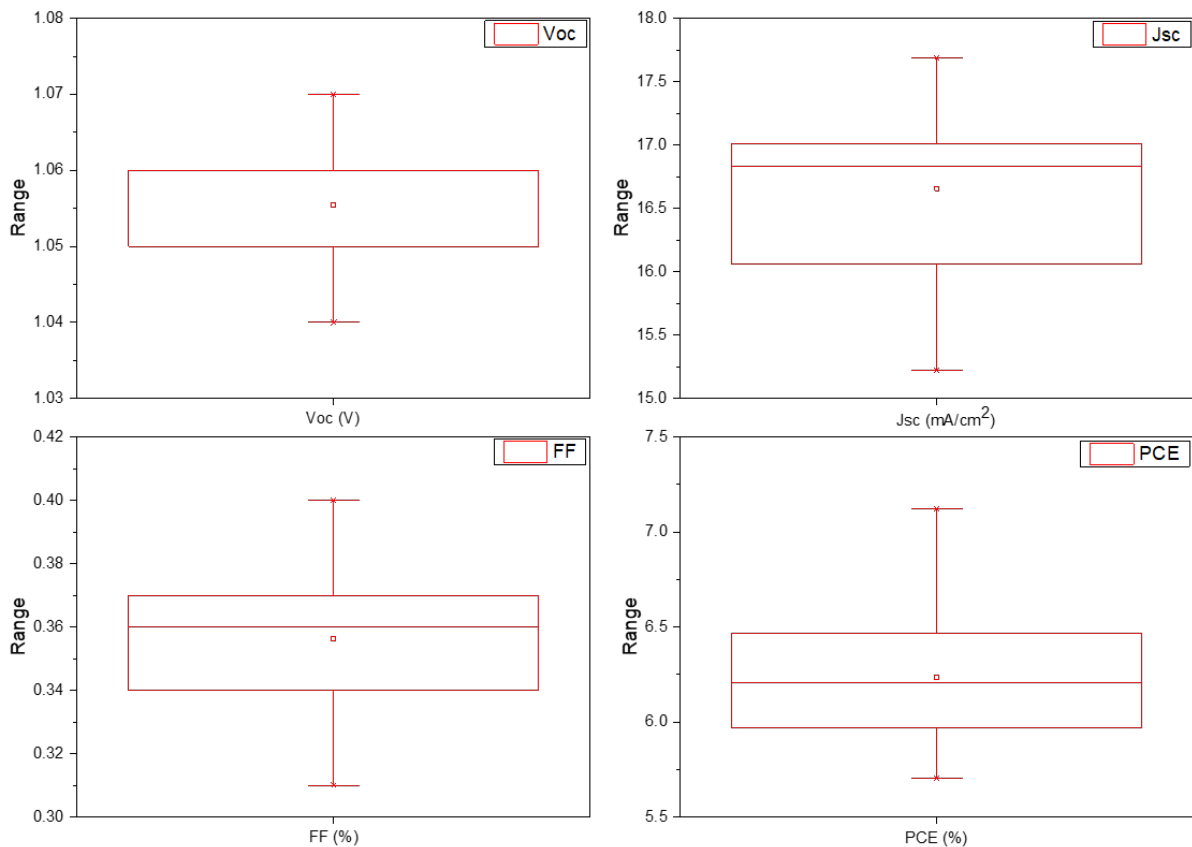 1.08
1.07
1.06
1.05
1.04
1.03
Range
Voc
Voc (V)
18.0
17.5
17.0
16.5
16.0
15.5
15.0
Range
Jsc
Jsc (mA/cm²)
0.42
0.40
0.38
0.36
0.34
0.32
0.30
Range
FF
FF (%)
7.5
7.0
6.5
6.0
5.5
Range
PCE
PCE (%)